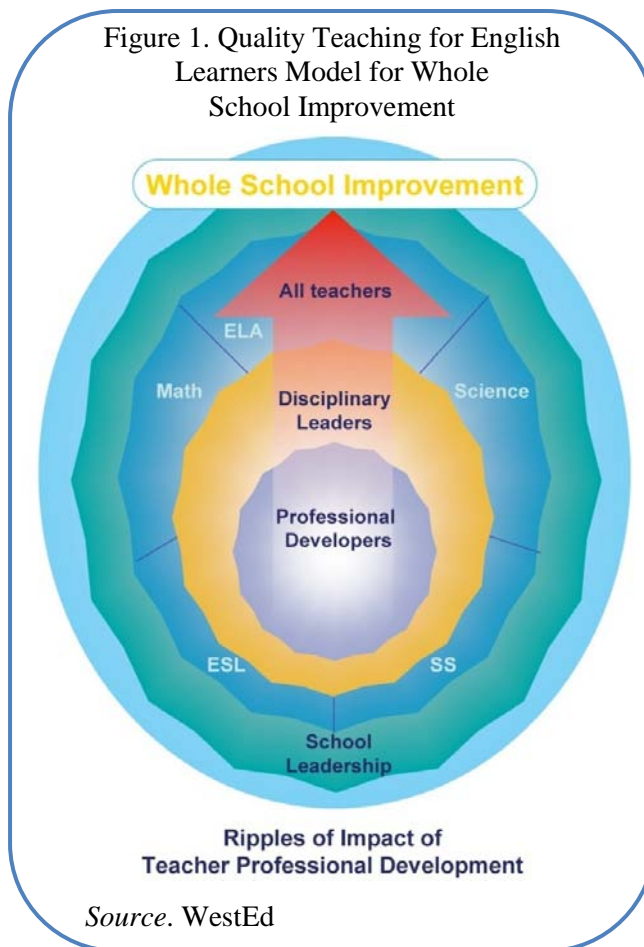 Figure 1. Quality Teaching for English
Learners Model for Whole
School Improvement
Whole School Improvement
All teachers
ELA
Math
Science
Disciplinary
Leaders
Professional
Developers
ESL
SS
School
Leadership
Ripples of Impact of
Teacher Professional Development
Source. WestEd